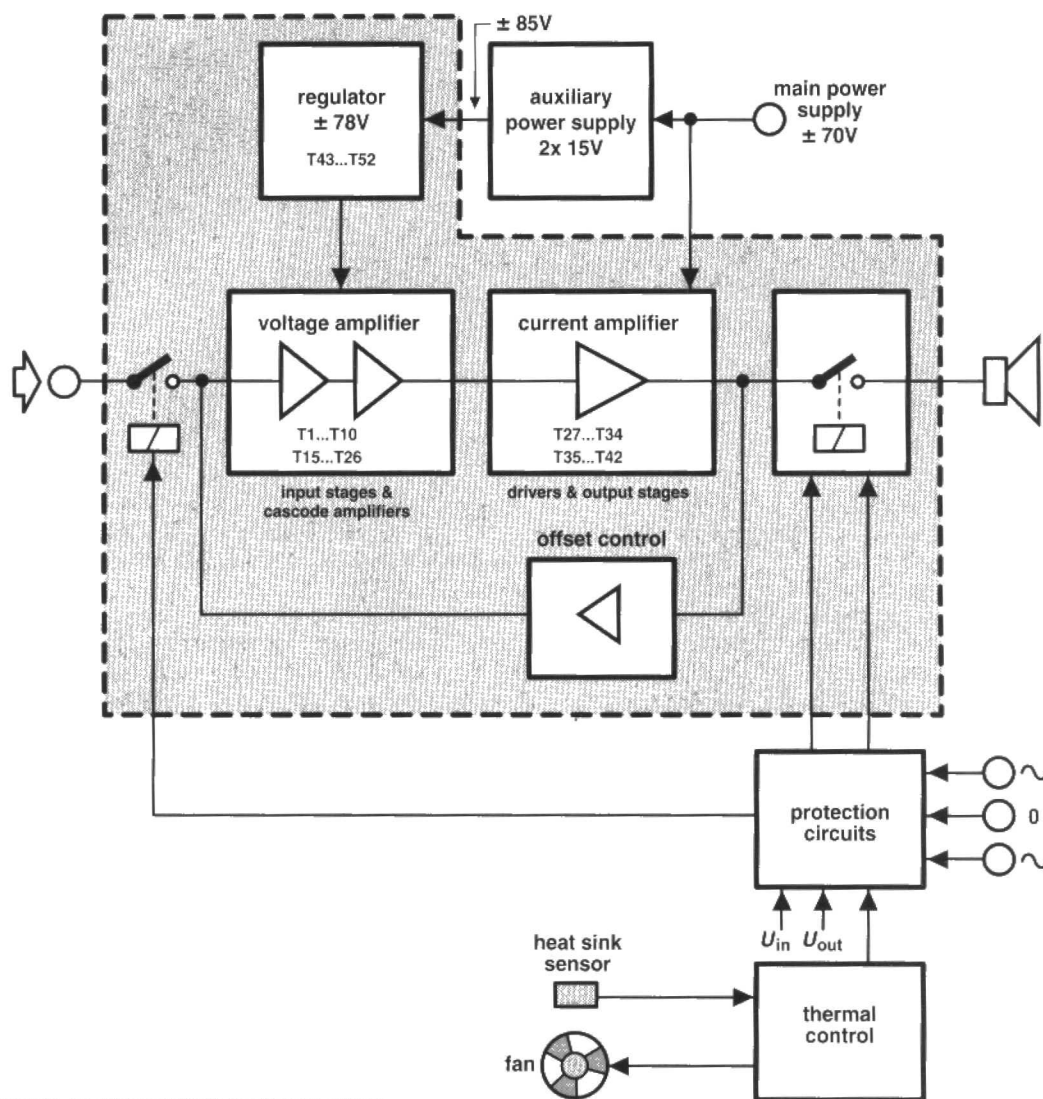 ± 85V
regulator
± 78V
T43...T52
auxiliary
power supply
2x 15V
main power
supply
± 70V
voltage amplifier
T1...T10
T15...T26
input stages &
cascode amplifiers
current amplifier
T27...T34
T35...T42
drivers & output stages
offset control
protection
circuits
0
Uin
Uout
heat sink
sensor
fan
thermal
control